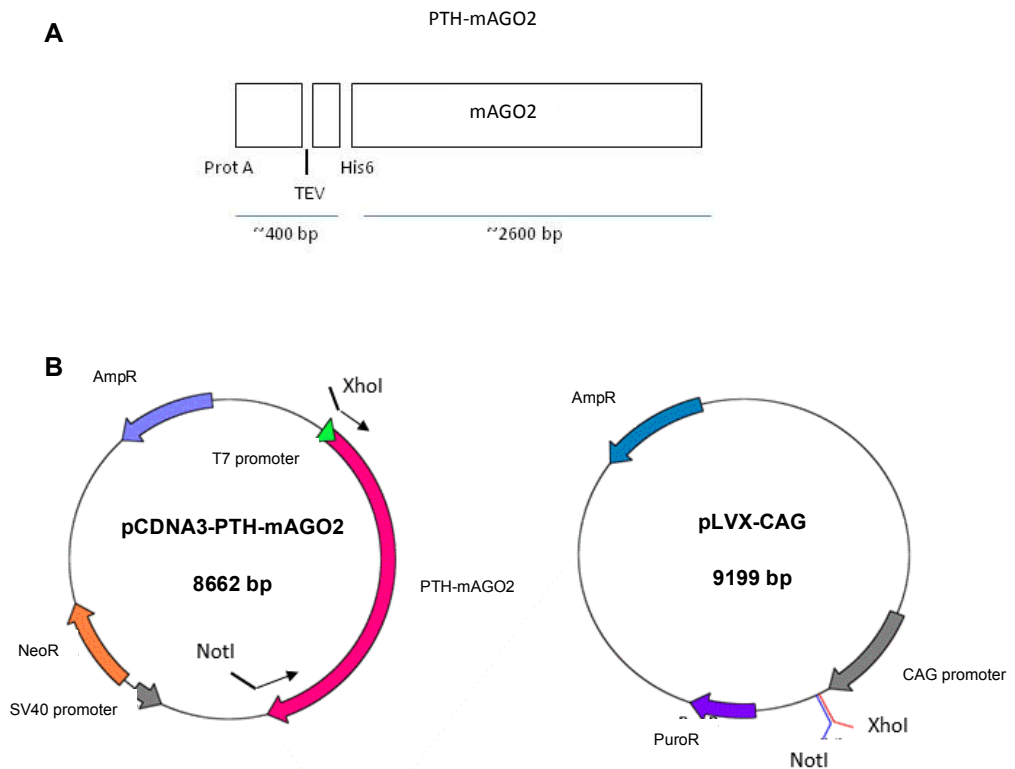 PTH-mAGO2
A
mAGO2
Prot A
His6
TEV
~400 bp
~2600 bp
B
AmpR
XhoI
T7 promoter
pCDNA3-PTH-mAGO2
8662 bp
PTH-mAGO2
NotI
NeoR
SV40 promoter
AmpR
pLVX-CAG
9199 bp
CAG promoter
XhoI
PuroR
NotI